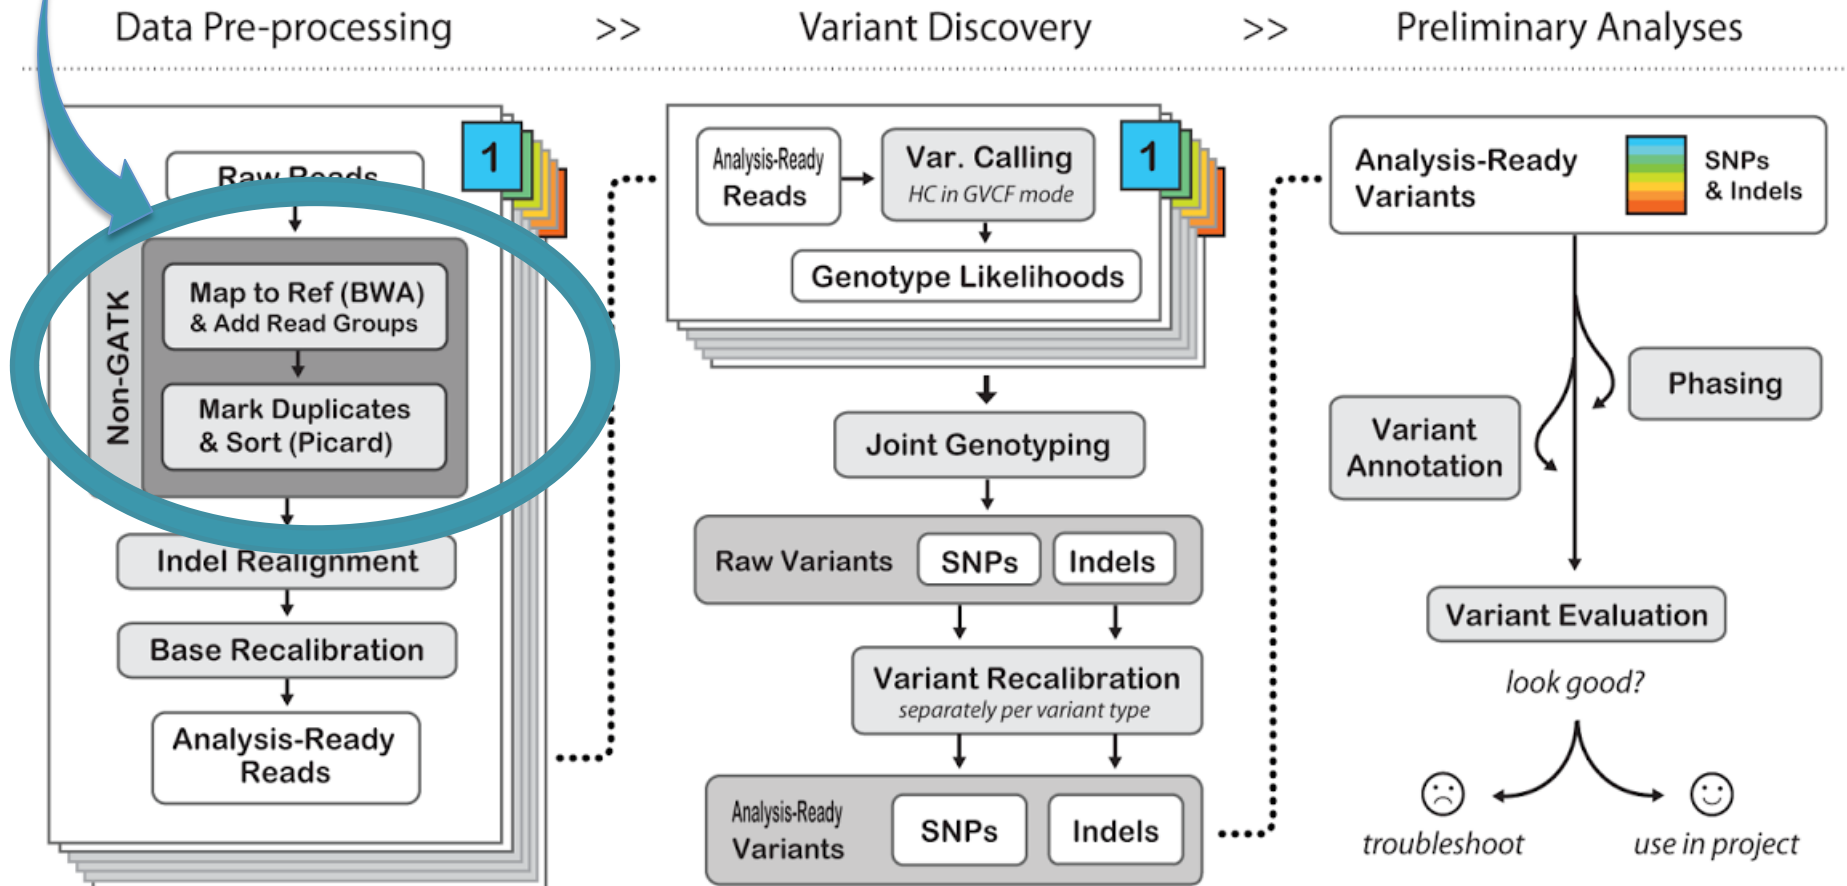 Data Pre-processing >> Variant Discovery >> Preliminary Analyses
1
Raw Reads
Non-GATK
Map to Ref (BWA)
& Add Read Groups
Mark Duplicates
& Sort (Picard)
Indel Realignment
Base Recalibration
Analysis-Ready
Reads
1
Analysis-Ready
Reads
Var. Calling
HC in GVCF mode
Genotype Likelihoods
Joint Genotyping
Raw Variants SNPs Indels
Variant Recalibration
separately per variant type
Analysis-Ready
Variants
SNPs Indels
Analysis-Ready
Variants
SNPs
& Indels
Phasing
Variant
Annotation
Variant Evaluation
look good?
troubleshoot use in project